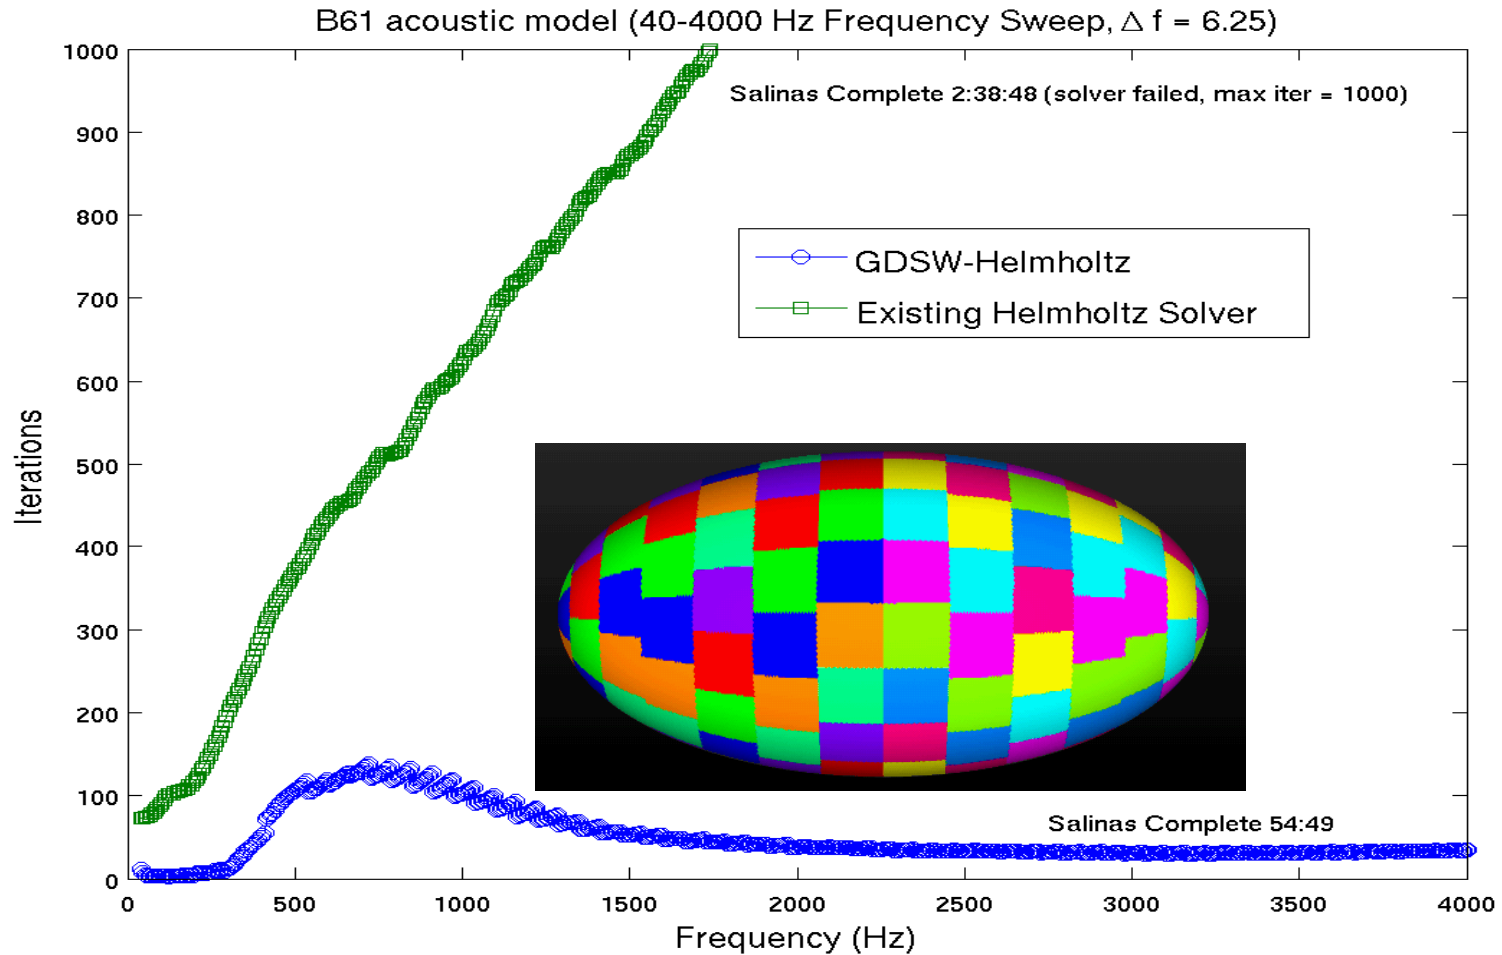 B61 acoustic model (40-4000 Hz Frequency Sweep, Δ f = 6.25)
1000
900
800
700
600
500
400
300
200
100
0
Iterations
Salinas Complete 2:38:48 (solver failed, max iter = 1000)
GDSW-Helmholtz
Existing Helmholtz Solver
Salinas Complete 54:49
0 500 1000 1500 2000 2500 3000 3500 4000
Frequency (Hz)